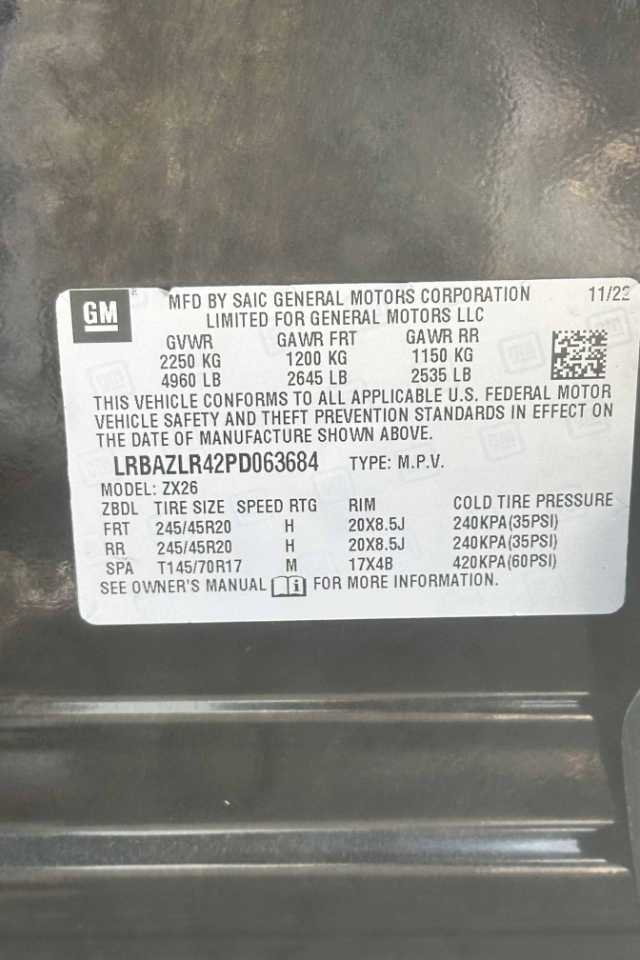 GM MFD BY SAIC GENERAL MOTORS CORPORATION 11/22
LIMITED FOR GENERAL MOTORS LLC
GVWR GAWR FRT GAWR RR
2250 KG 1200 KG 1150 KG
4960 LB 2645 LB 2535 LB
THIS VEHICLE CONFORMS TO ALL APPLICABLE U.S. FEDERAL MOTOR
VEHICLE SAFETY AND THEFT PREVENTION STANDARDS IN EFFECT ON
THE DATE OF MANUFACTURE SHOWN ABOVE.
LRBAZLR42PD063684 TYPE: M.P.V.
MODEL: ZX26
ZBDL TIRE SIZE SPEED RTG RIM COLD TIRE PRESSURE
FRT 245/45R20 H 20X8.5J 240KPA(35PSI)
RR 245/45R20 H 20X8.5J 240KPA(35PSI)
SPA T145/70R17 M 17X4B 420KPA(60PSI)
SEE OWNER'S MANUAL FOR MORE INFORMATION.